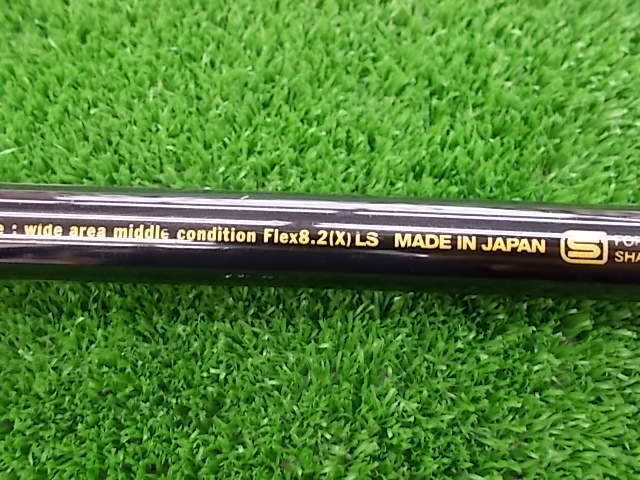 : wide area middle condition Flex8.2(X) LS MADE IN JAPAN S